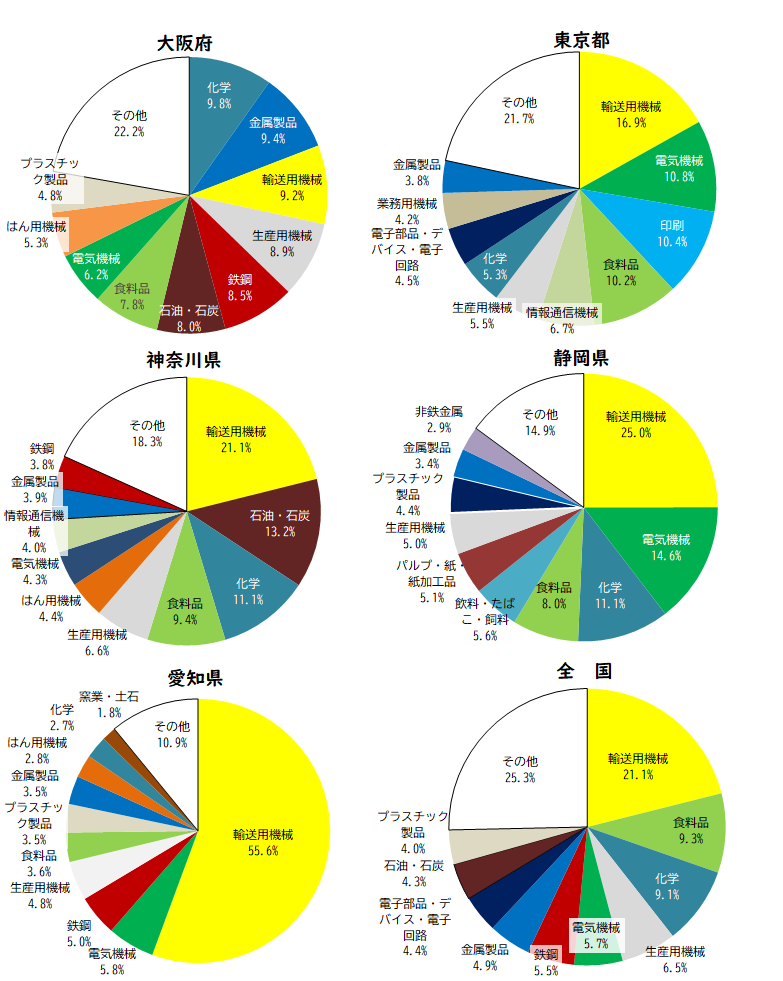 大阪府
化学
9.8%
金属製品
9.4%
輸送用機械
9.2%
生産用機械
8.9%
鉄鋼
8.5%
石油・石炭
8.0%
食料品
7.8%
電気機械
6.2%
はん用機械
5.3%
プラスチッ
ク製品
4.8%
その他
22.2%
東京都
輸送用機械
16.9%
電気機械
10.8%
印刷
10.4%
食料品
10.2%
情報通信機械
6.7%
生産用機械
5.5%
化学
5.3%
電子部品・デ
バイス・電子
回路
4.5%
業務用機械
4.2%
金属製品
3.8%
その他
21.7%
神奈川県
輸送用機械
21.1%
石油・石炭
13.2%
化学
11.1%
食料品
9.4%
生産用機械
6.6%
はん用機械
4.4%
電気機械
4.3%
情報通信機
械
4.0%
金属製品
3.9%
鉄鋼
3.8%
その他
18.3%
静岡県
輸送用機械
25.0%
電気機械
14.6%
化学
11.1%
食料品
8.0%
飲料・たば
こ・飼料
5.6%
パルプ・紙・
紙加工品
5.1%
生産用機械
5.0%
プラスチック
製品
4.4%
金属製品
3.4%
非鉄金属
2.9%
その他
14.9%
愛知県
輸送用機械
55.6%
電気機械
5.8%
鉄鋼
5.0%
生産用機械
4.8%
食料品
3.6%
プラスチッ
ク製品
3.5%
金属製品
3.5%
はん用機械
2.8%
化学
2.7%
窯業・土石
1.8%
その他
10.9%
全　国
輸送用機械
21.1%
食料品
9.3%
化学
9.1%
生産用機械
6.5%
電気機械
5.7%
鉄鋼
5.5%
金属製品
4.9%
電子部品・デ
バイス・電子
回路
4.4%
石油・石炭
4.3%
プラスチック
製品
4.0%
その他
25.3%